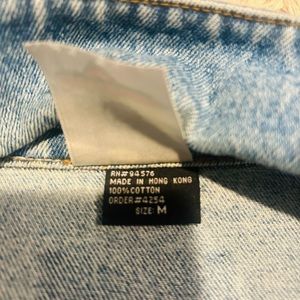 RN#94576
MADE IN HONG KONG
100%COTTON
ORDER#4254
SIZE: M